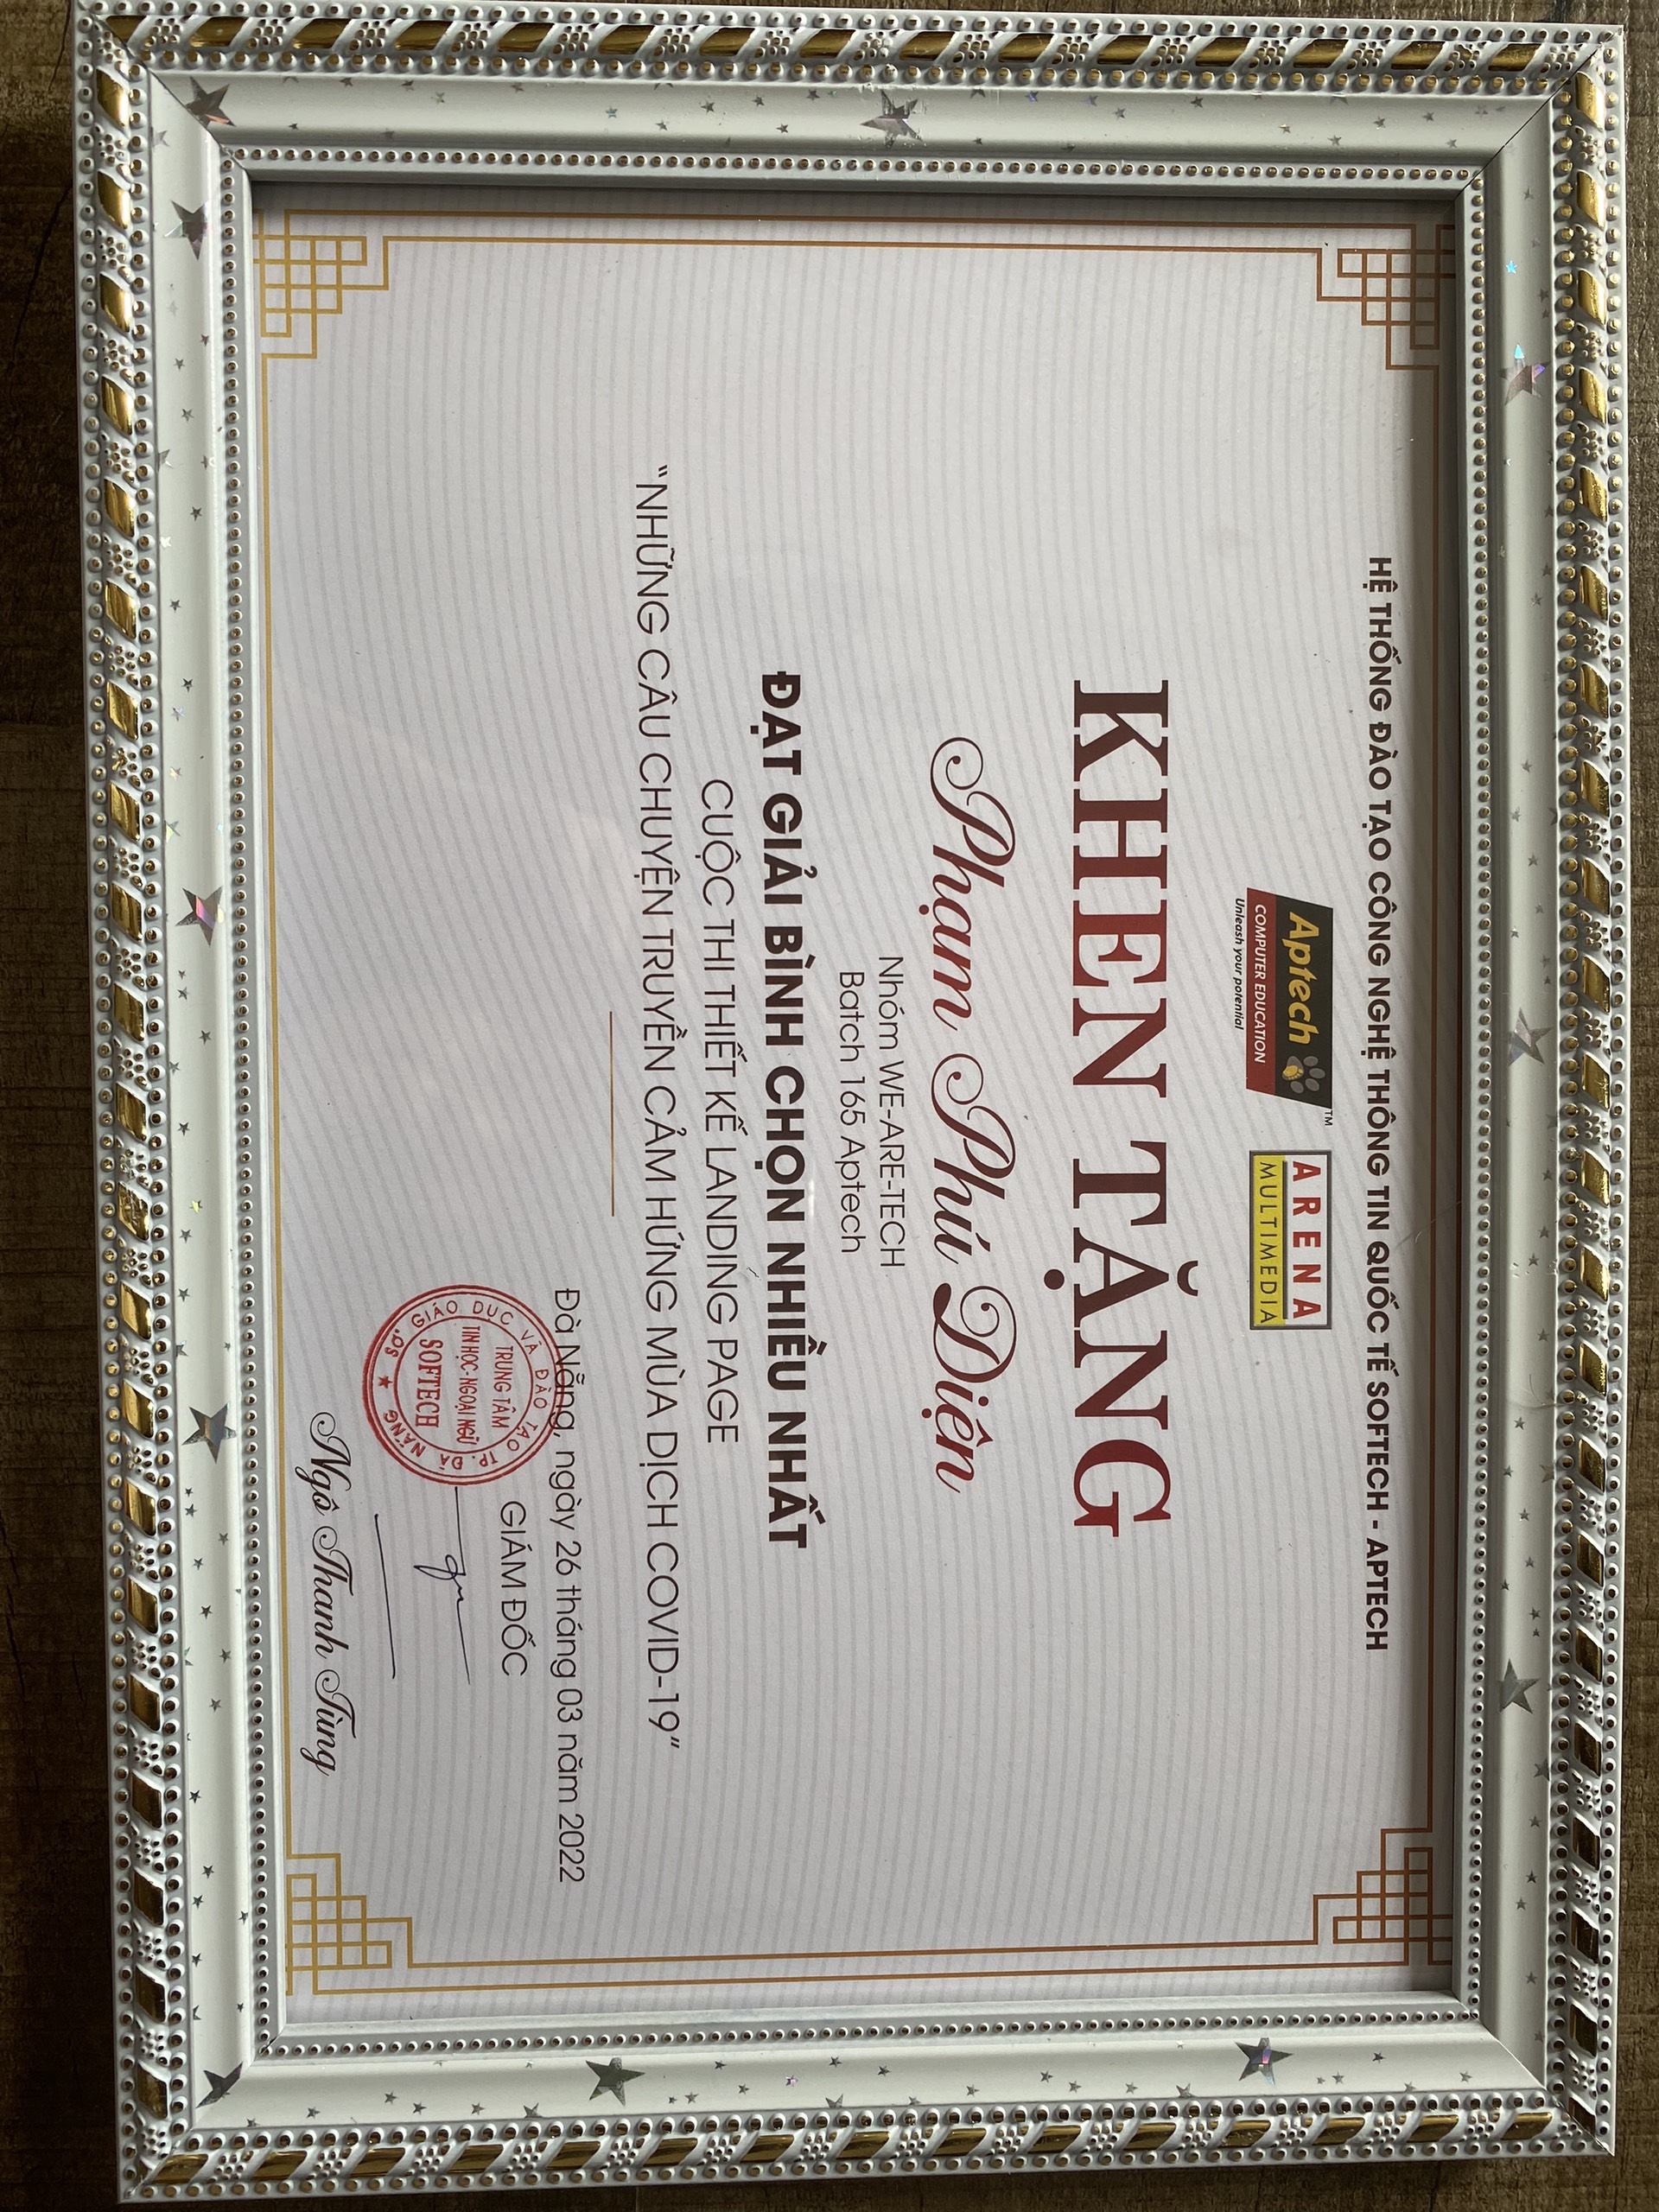 HỆ THỐNG ĐÀO TẠO CÔNG NGHỆ THÔNG TIN QUỐC TẾ SOFTECH - APTECH
Aptech TM
COMPUTER EDUCATION
Unleash your potential
ARENA
MULTIMEDIA
KHEN TẶNG
Phạm Phú Diện
Nhóm WE-ARE-TECH
Batch 165 Aptech
ĐẠT GIẢI BÌNH CHỌN NHIỀU NHẤT
CUỘC THI THIẾT KẾ LANDING PAGE
“NHỮNG CÂU CHUYỆN TRUYỀN CẢM HỨNG MÙA DỊCH COVID-19”
Đà Nẵng, ngày 26 tháng 03 năm 2022
GIÁM ĐỐC
SỞ GIÁO DỤC VÀ ĐÀO TẠO TP. ĐÀ NẴNG
TRUNG TÂM
TIN HỌC-NGOẠI NGỮ
SOFTECH
Ngô Thanh Tùng